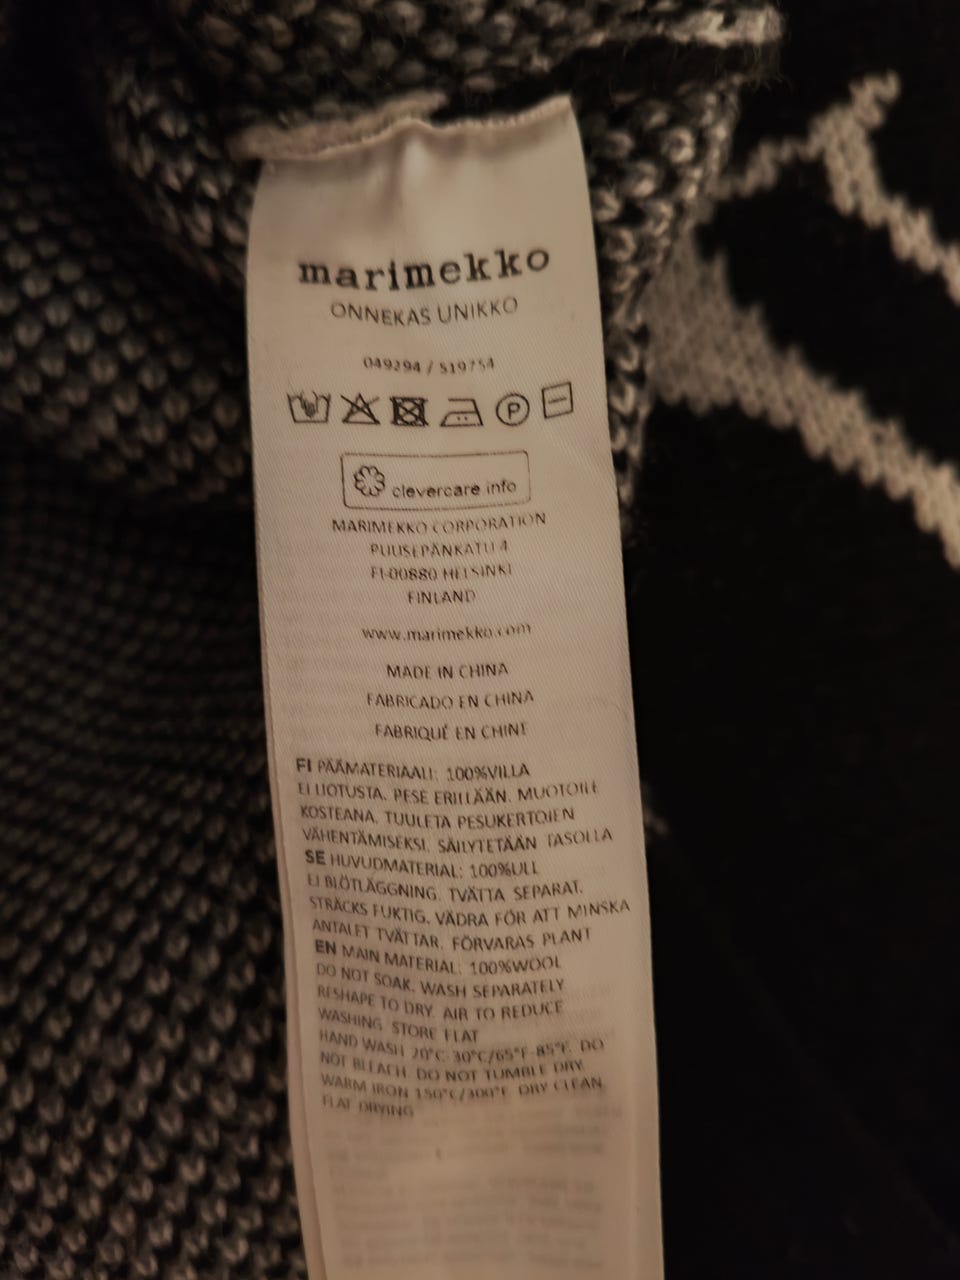 marimekko
ONNEKAS UNIKKO
049294 / 519754
P
clevercare.info
MARIMEKKO CORPORATION
PUUSEPÄNKATU 4
FI-00880 HELSINKI
FINLAND
www.marimekko.com
MADE IN CHINA
FABRICADO EN CHINA
FABRIQUÉ EN CHINE
FI PÄÄMATERIAALI: 100%VILLA
EI LIOTUSTA. PESE ERILLÄÄN. MUOTOILE
KOSTEANA. TUULETA PESUKERTOJEN
VÄHENTÄMISEKSI. SÄILYTETÄÄN TASOLLA
SE HUVUDMATERIAL: 100%ULL
EJ BLÖTLÄGGNING. TVÄTTA SEPARAT.
STRÄCKS FUKTIG. VÄDRA FÖR ATT MINSKA
ANTALET TVÄTTAR. FÖRVARAS PLANT
EN MAIN MATERIAL: 100%WOOL
DO NOT SOAK. WASH SEPARATELY
RESHAPE TO DRY. AIR TO REDUCE
WASHING. STORE FLAT
HAND WASH 20°C-30°C/65°F-85°F. DO
NOT BLEACH. DO NOT TUMBLE DRY.
WARM IRON 150°C/300°F. DRY CLEAN.
FLAT DRYING